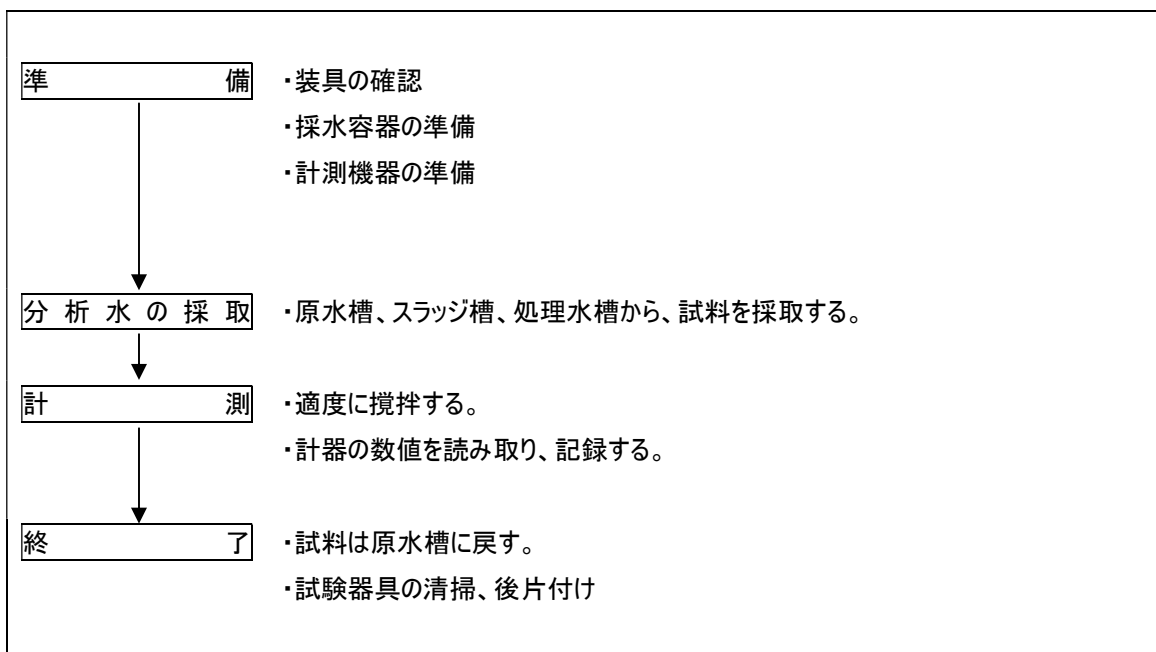 準備 ・装具の確認
・採水容器の準備
・計測機器の準備
分析水の採取 ・原水槽、スラッジ槽、処理水槽から、試料を採取する。
計測 ・適度に撹拌する。
・計器の数値を読み取り、記録する。
終了 ・試料は原水槽に戻す。
・試験器具の清掃、後片付け